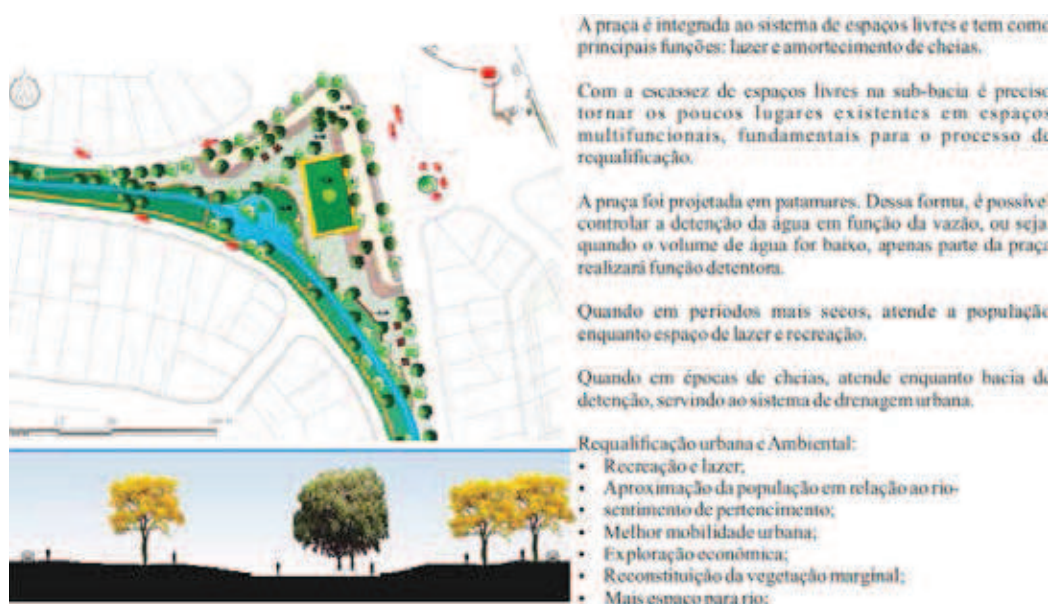 A praça é integrada ao sistema de espaços livres e tem como
principais funções: lazer e amortecimento de cheias.
Com a escassez de espaços livres na sub-bacia é preciso
tornar os poucos lugares existentes em espaços
multifuncionais, fundamentais para o processo de
requalificação.
A praça foi projetada em patamares. Dessa forma, é possível
controlar a detenção da água em função da vazão, ou seja,
quando o volume de água for baixo, apenas parte da praça
realizará função detentora.
Quando em períodos mais secos, atende a população
enquanto espaço de lazer e recreação.
Quando em épocas de cheias, atende enquanto bacia de
detenção, servindo ao sistema de drenagem urbana.
Requalificação urbana e Ambiental:
• Recreação e lazer;
• Aproximação da população em relação ao rio-
• sentimento de pertencimento;
• Melhor mobilidade urbana;
• Exploração econômica;
• Reconstituição da vegetação marginal;
• Mais espaço para rio;